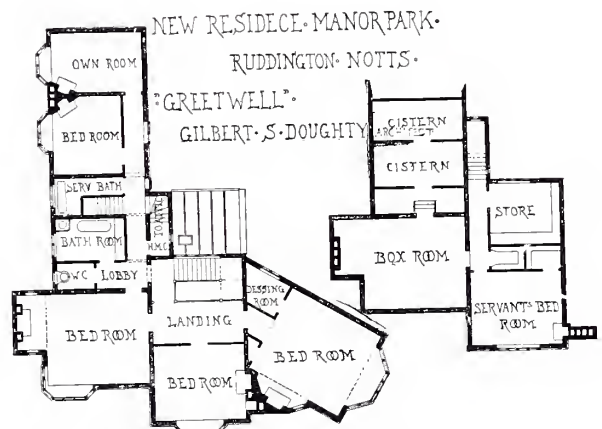 NEW RESIDECE · MANOR PARK ·
RUDDINGTON · NOTTS ·
"GREETWELL" ·
GILBERT · S · DOUGHTY
ARCHITECT
OWN ROOM
BED ROOM
SERV BATH
BATH ROOM
H.M.C
WC
LOBBY
BED ROOM
LANDING
DESSING
ROOM
BED ROOM
BED ROOM
CISTERN
CISTERN
STORE
BOX ROOM
SERVANTS BED
ROOM